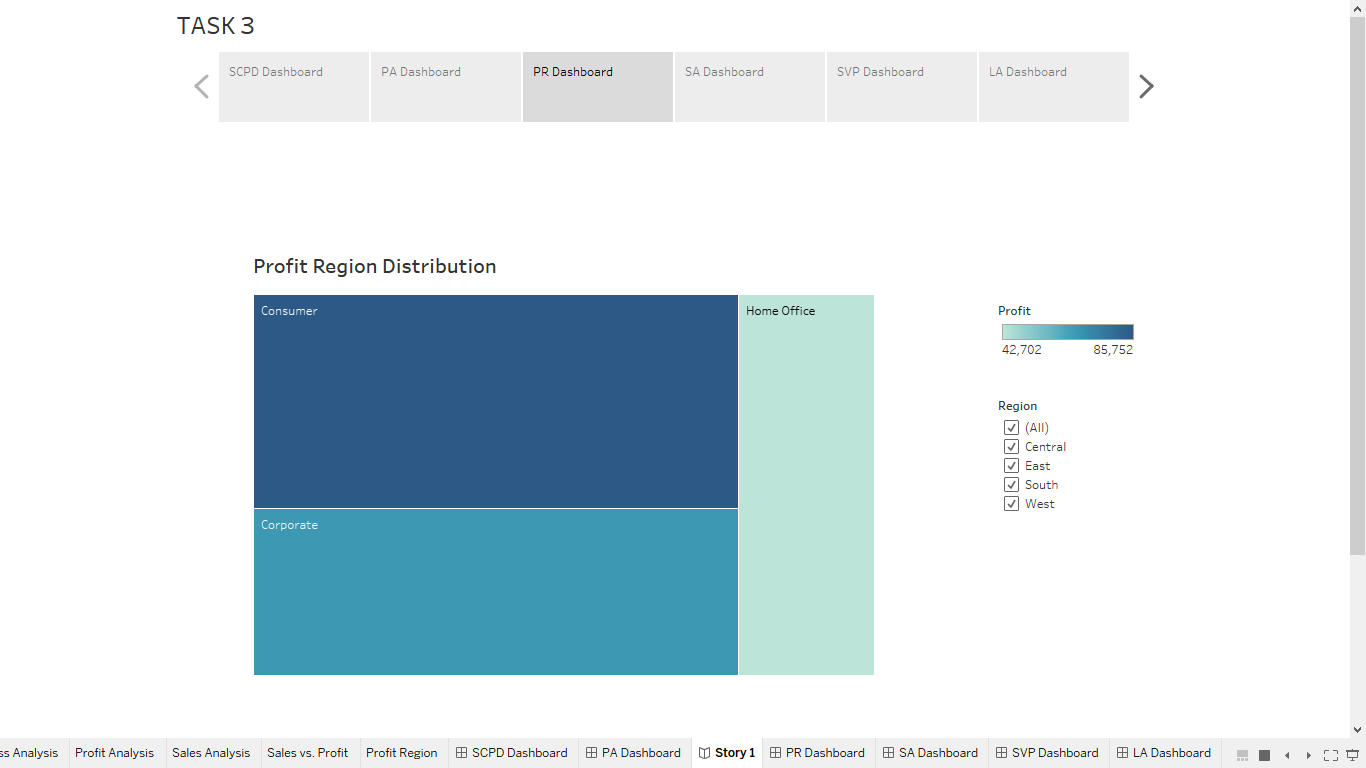 TASK 3
SCPD Dashboard
PA Dashboard
PR Dashboard
SA Dashboard
SVP Dashboard
LA Dashboard
Profit Region Distribution
Consumer
Home Office
Corporate
Profit
42,702 85,752
Region
(All)
Central
East
South
West
ss Analysis Profit Analysis Sales Analysis Sales vs. Profit Profit Region SCPD Dashboard PA Dashboard Story 1 PR Dashboard SA Dashboard SVP Dashboard LA Dashboard